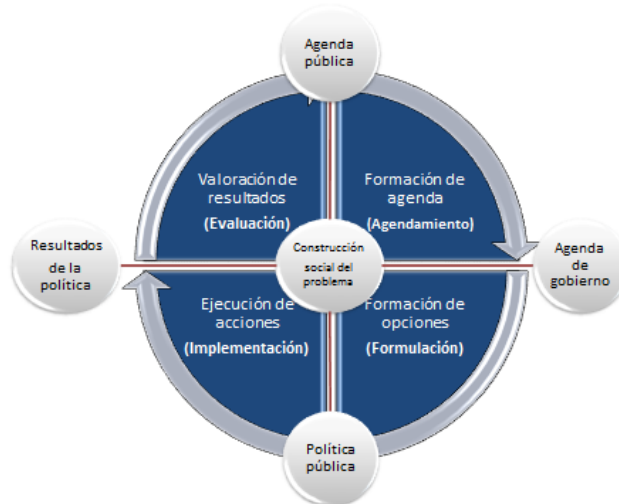 Agenda
pública
Valoración de
resultados
(Evaluación)
Formación de
agenda
(Agendamiento)
Resultados
de la
política
Construcción
social del
problema
Agenda
de
gobierno
Ejecución de
acciones
(Implementación)
Formación de
opciones
(Formulación)
Política
pública